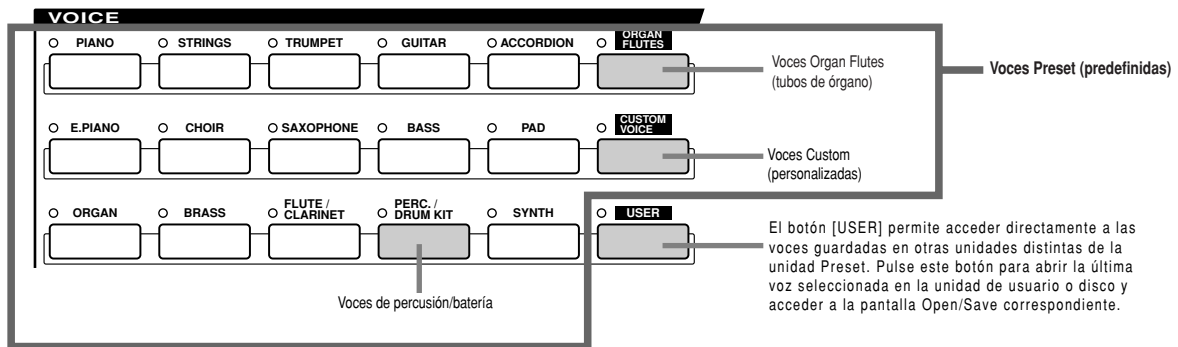 VOICE
PIANO
STRINGS
TRUMPET
GUITAR
ACCORDION
ORGAN
FLUTES
Voces Organ Flutes
(tubos de órgano)
Voces Preset (predefinidas)
E.PIANO
CHOIR
SAXOPHONE
BASS
PAD
CUSTOM
VOICE
Voces Custom
(personalizadas)
ORGAN
BRASS
FLUTE /
CLARINET
PERC. /
DRUM KIT
SYNTH
USER
El botón [USER] permite acceder directamente a las
voces guardadas en otras unidades distintas de la
unidad Preset. Pulse este botón para abrir la última
voz seleccionada en la unidad de usuario o disco y
acceder a la pantalla Open/Save correspondiente.
Voces de percusión/batería